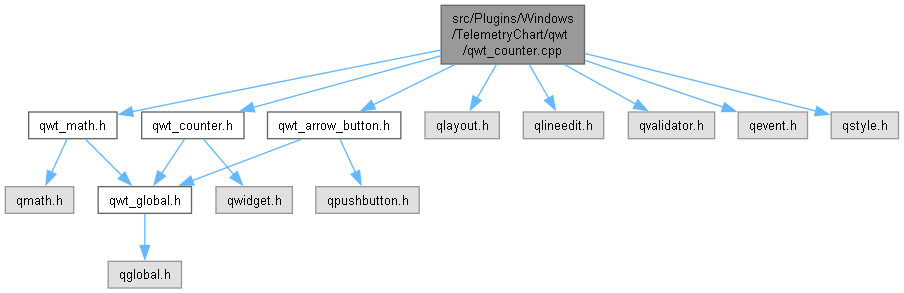 src/Plugins/Windows
/TelemetryChart/qwt
/qwt_counter.cpp
qwt_math.h
qwt_counter.h
qwt_arrow_button.h
qlayout.h
qlineedit.h
qvalidator.h
qevent.h
qstyle.h
qmath.h
qwt_global.h
qwidget.h
qpushbutton.h
qglobal.h